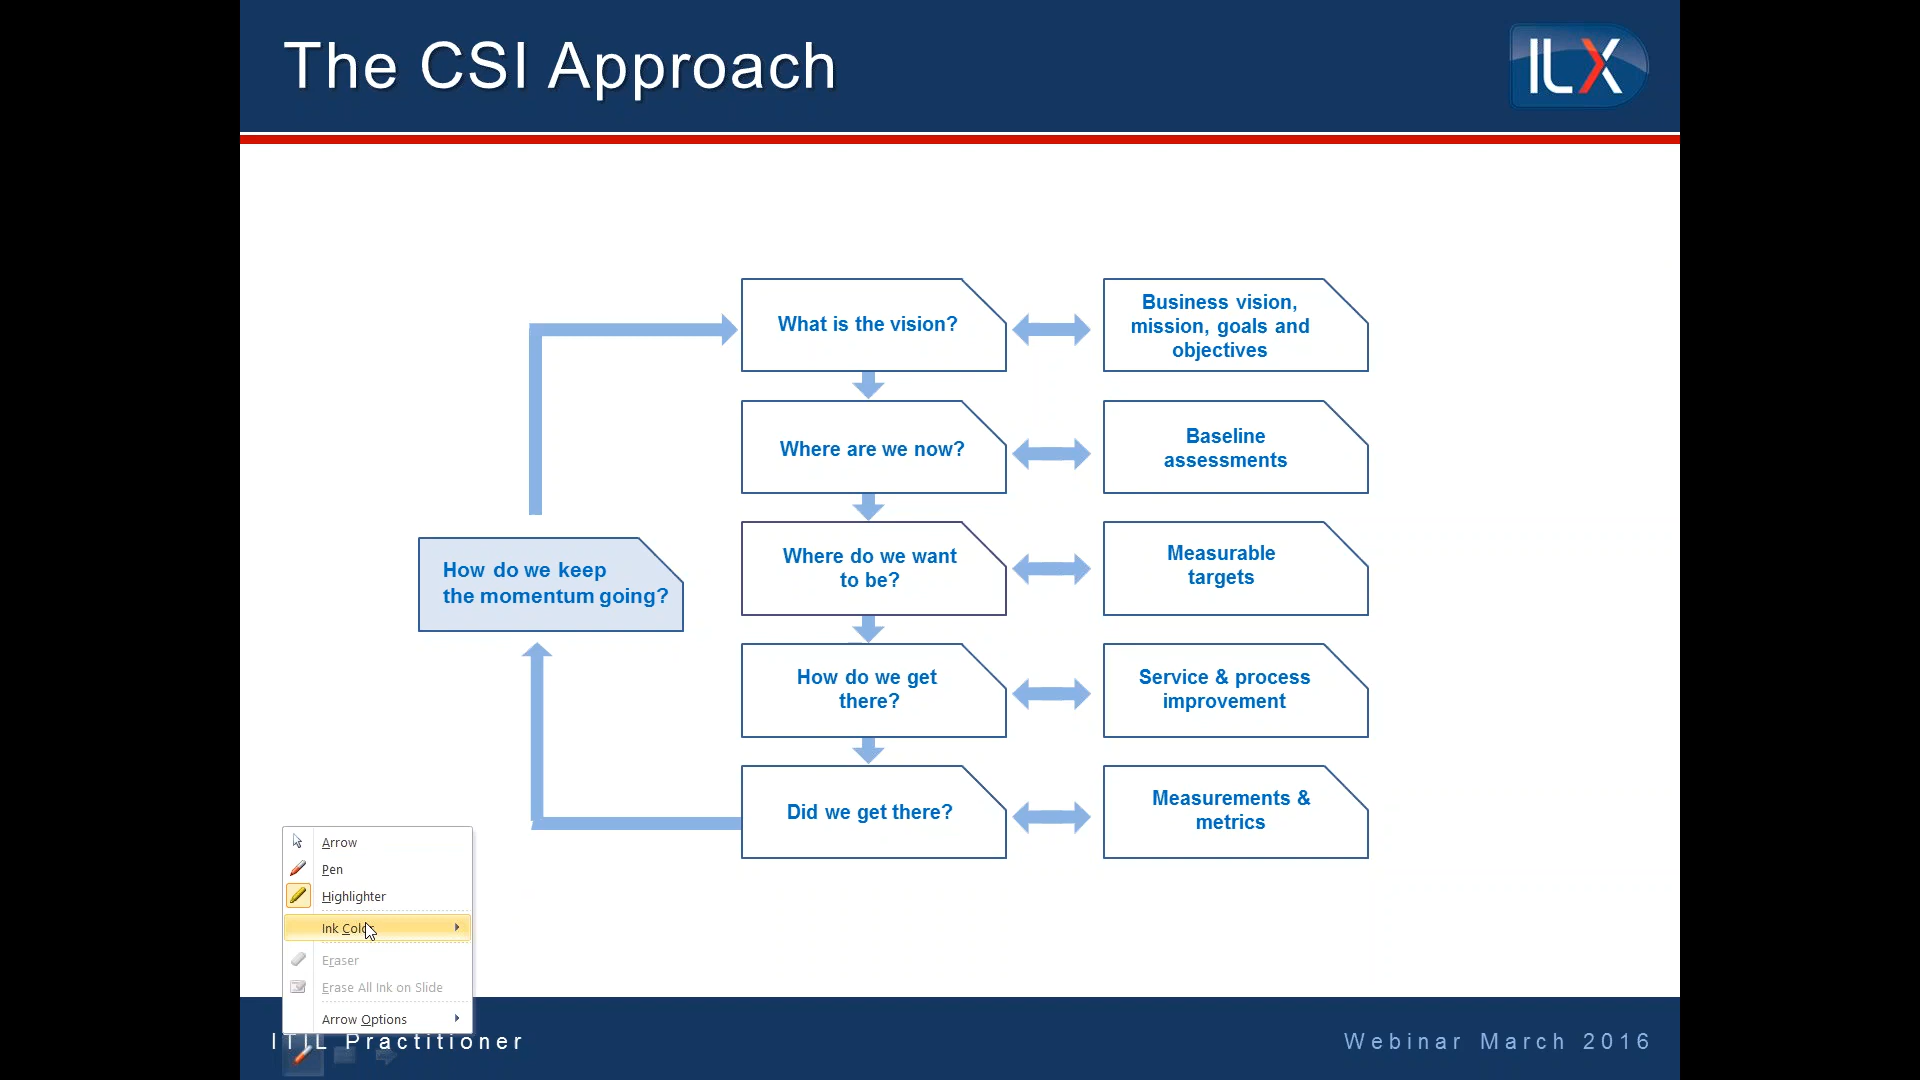 The CSI Approach
ILX
What is the vision?
Business vision,
mission, goals and
objectives
Where are we now?
Baseline
assessments
How do we keep
the momentum going?
Where do we want
to be?
Measurable
targets
How do we get
there?
Service & process
improvement
Did we get there?
Measurements &
metrics
Arrow
Pen
Highlighter
Ink Color
Eraser
Erase All Ink on Slide
Arrow Options
ITIL Practitioner
Webinar March 2016